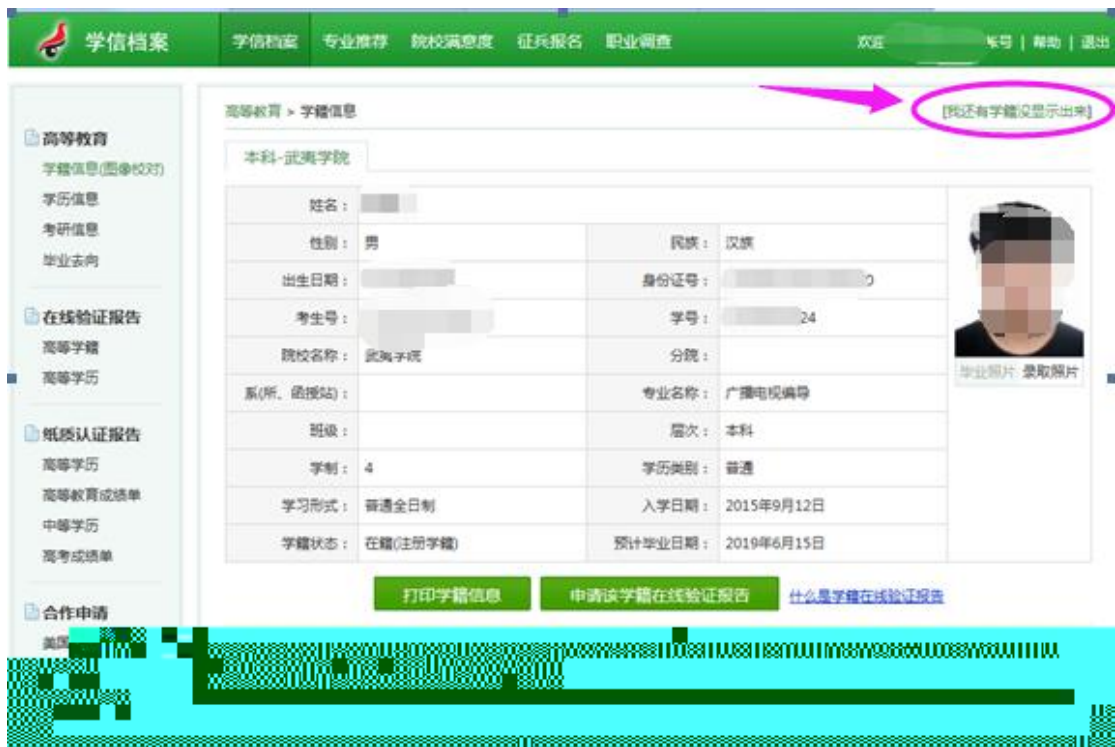 学信档案 学信档案 专业推荐 院校满意度 征兵报名 职业调查 欢迎 帐号 | 帮助 | 退出
高等教育 > 学籍信息 [我还有学籍没显示出来]
高等教育
学籍信息(图像校对)
学历信息
考研信息
毕业去向
在线验证报告
高等学籍
高等学历
纸质认证报告
高等学历
高等教育成绩单
中等学历
高考成绩单
合作申请
美国
本科-武夷学院
姓名：
性别： 男 民族： 汉族
出生日期： 身份证号：
考生号： 学号： 24
院校名称： 武夷学院 分院：
系(所、函授站)： 专业名称： 广播电视编导
班级： 层次： 本科
学制： 4 学历类别： 普通
学习形式： 普通全日制 入学日期： 2015年9月12日
学籍状态： 在籍(注册学籍) 预计毕业日期： 2019年6月15日
毕业照片 录取照片
打印学籍信息 申请该学籍在线验证报告 什么是学籍在线验证报告